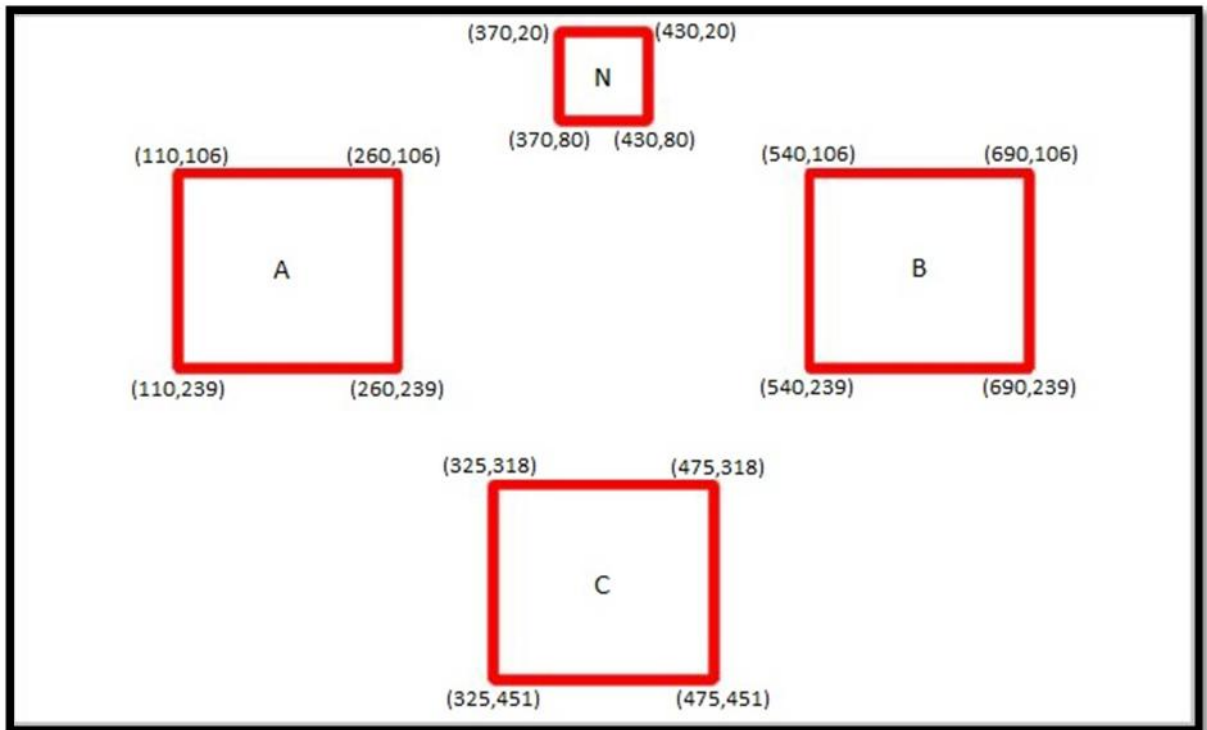 (370,20) (430,20)
N
(370,80) (430,80)
(110,106) (260,106) (540,106) (690,106)
A B
(110,239) (260,239) (540,239) (690,239)
(325,318) (475,318)
C
(325,451) (475,451)